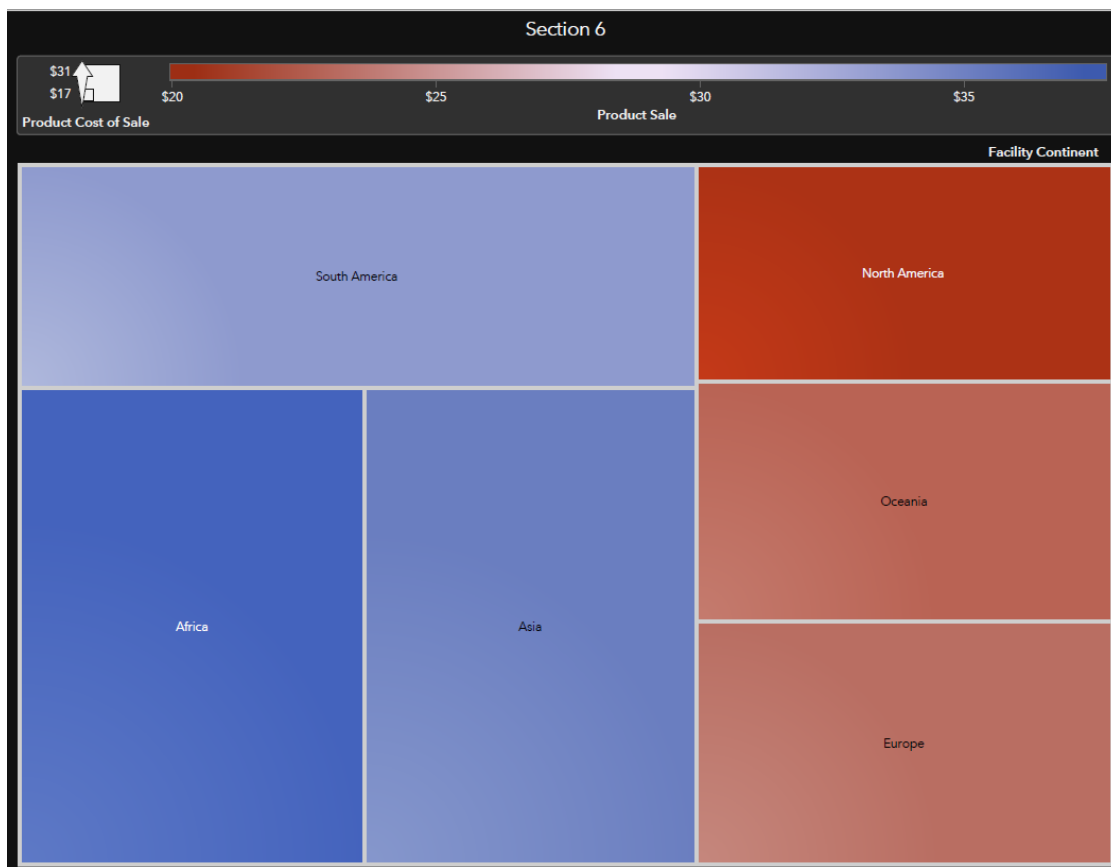 Section 6
$31
$17
Product Cost of Sale
$20 $25 $30 $35
Product Sale
Facility Continent
South America
North America
Oceania
Africa
Asia
Europe